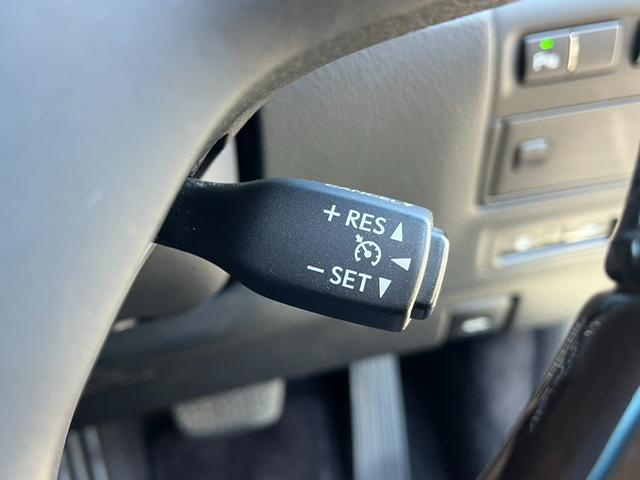 + RES
- SET